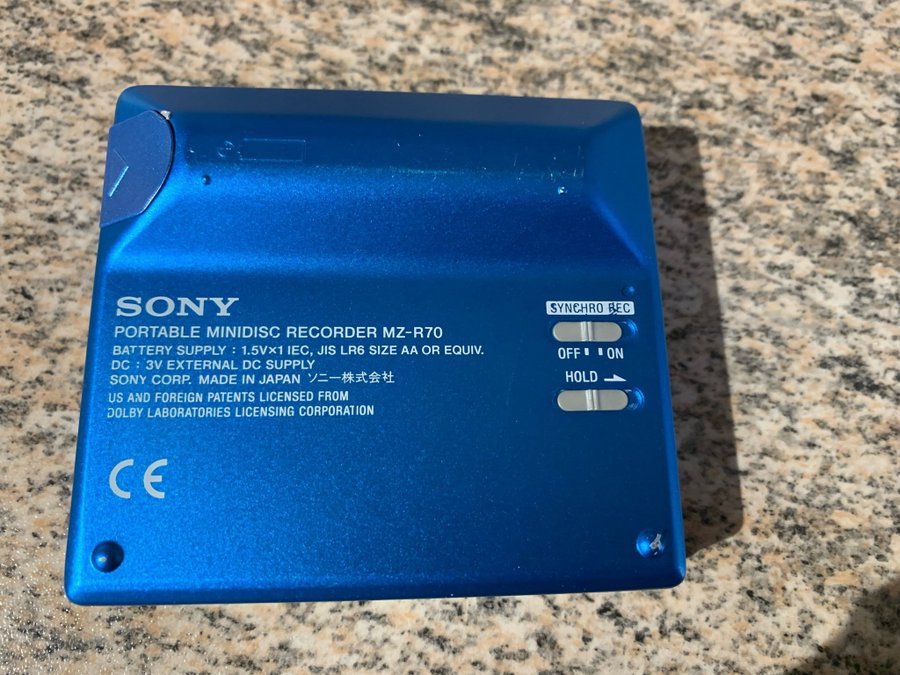 SONY
PORTABLE MINIDISC RECORDER MZ-R70
BATTERY SUPPLY : 1.5V×1 IEC, JIS LR6 SIZE AA OR EQUIV.
DC : 3V EXTERNAL DC SUPPLY
SONY CORP. MADE IN JAPAN ソニー株式会社
US AND FOREIGN PATENTS LICENSED FROM
DOLBY LABORATORIES LICENSING CORPORATION
CE
SYNCHRO REC
OFF ON
HOLD